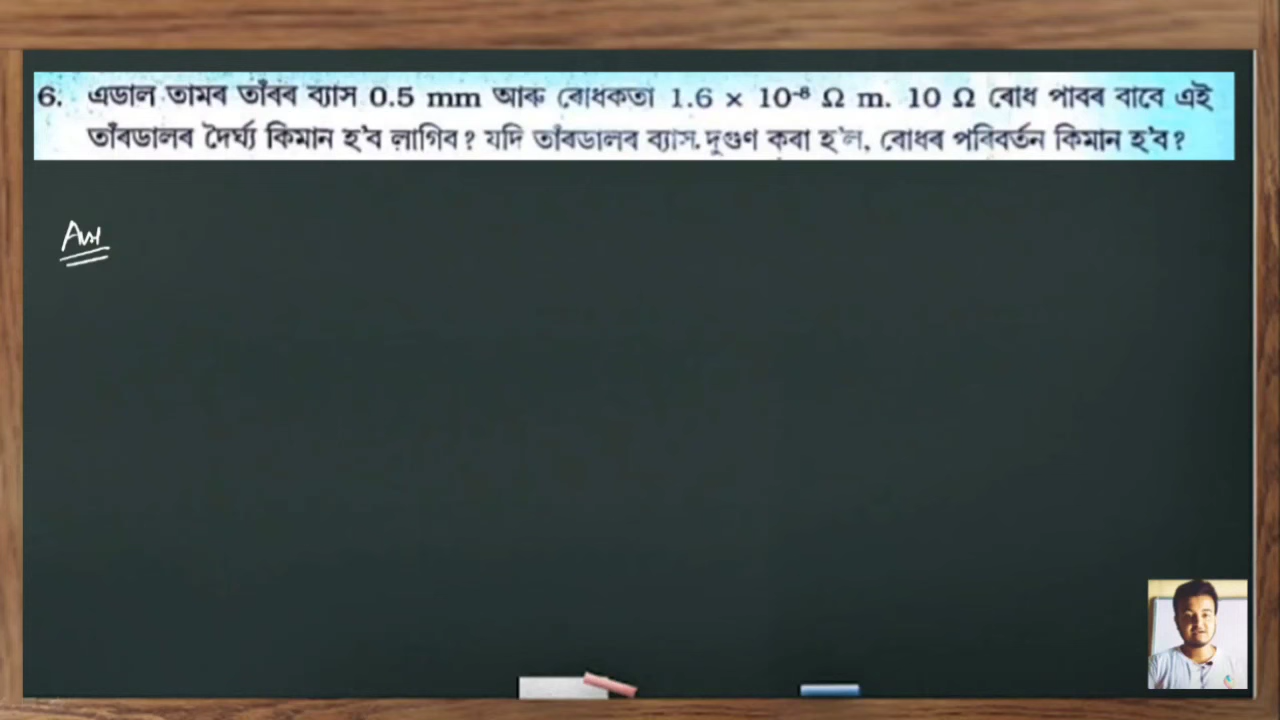 6. এডাল তামৰ তাঁৰৰ ব্যাস 0.5 mm আৰু ৰোধকতা 1.6 × 10⁻⁸ Ω m. 10 Ω ৰোধ পাবৰ বাবে এই
তাঁৰডালৰ দৈৰ্ঘ্য কিমান হ'ব লাগিব? যদি তাঁৰডালৰ ব্যাস দুগুণ কৰা হ'ল, ৰোধৰ পৰিবৰ্তন কিমান হ'ব?
Ans